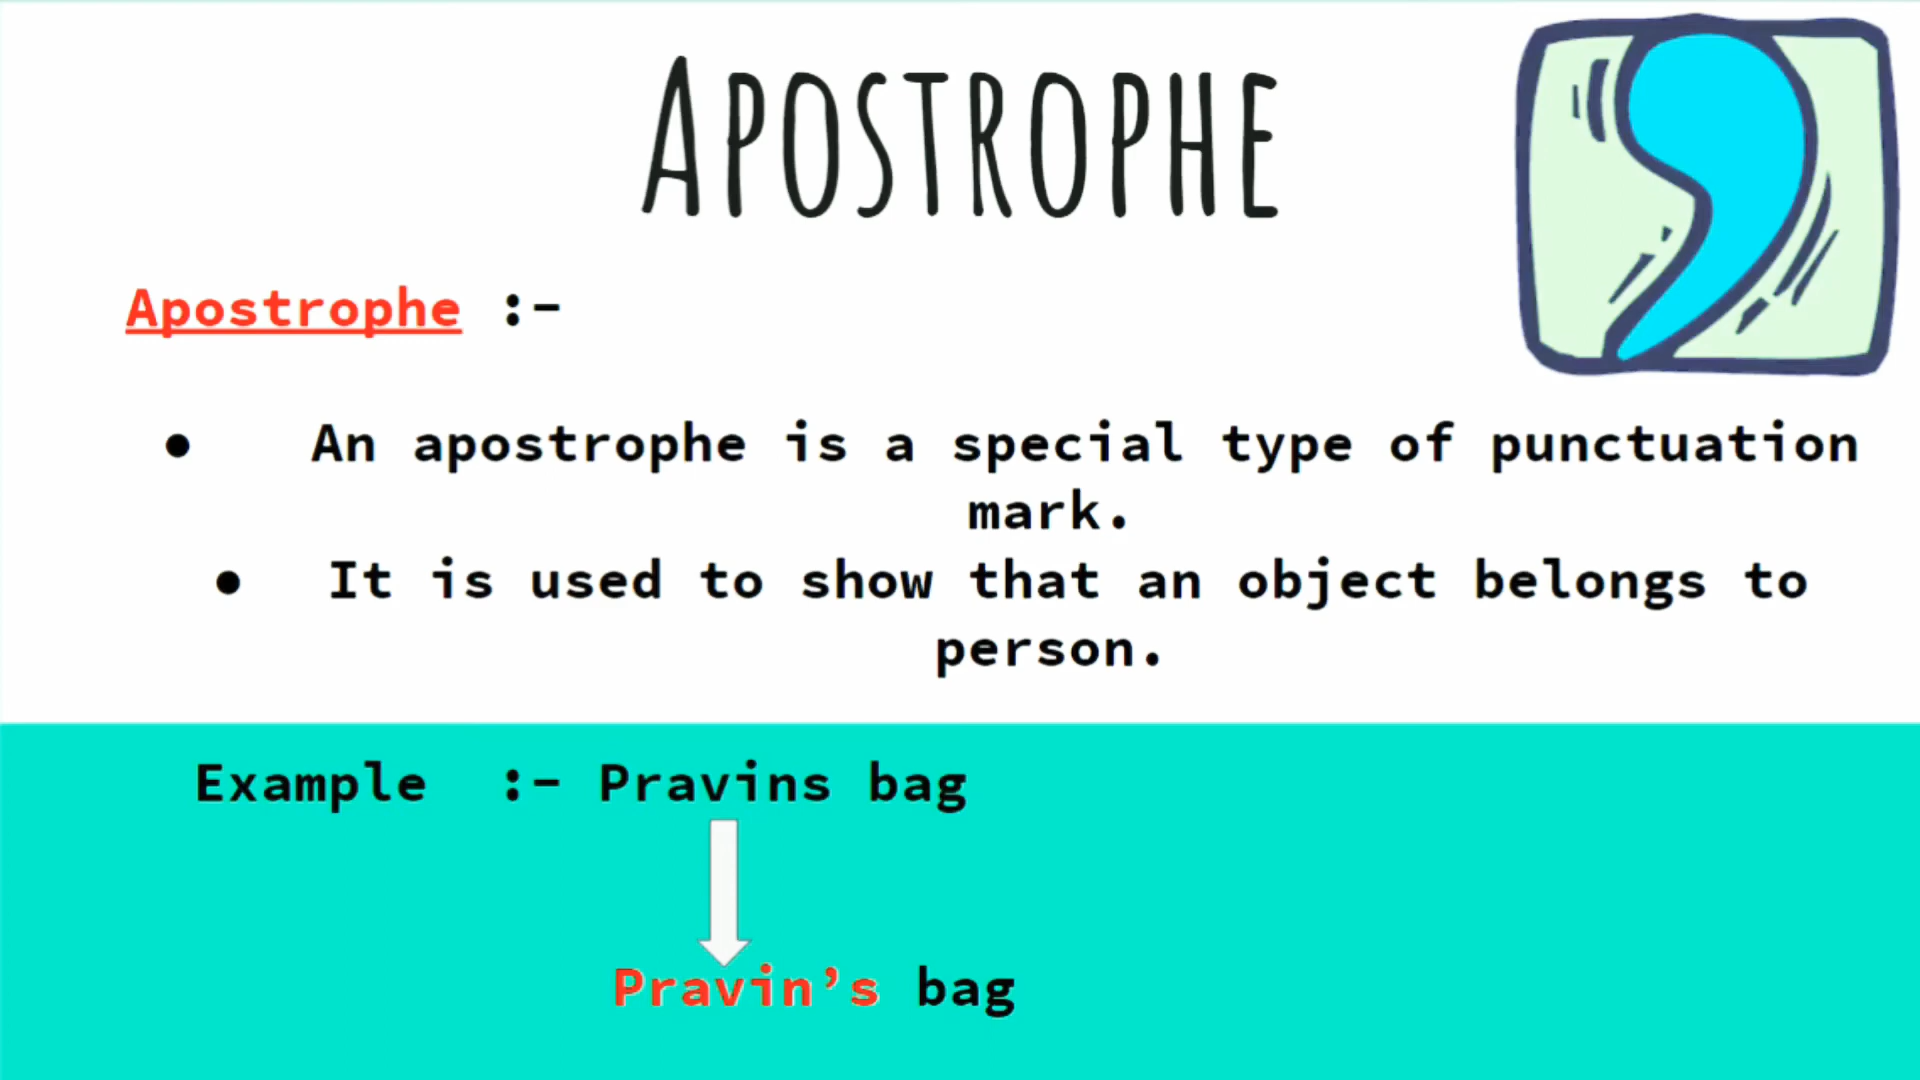 APOSTROPHE
Apostrophe :-
● An apostrophe is a special type of punctuation
mark.
● It is used to show that an object belongs to
person.
Example :- Pravins bag
Pravin’s bag